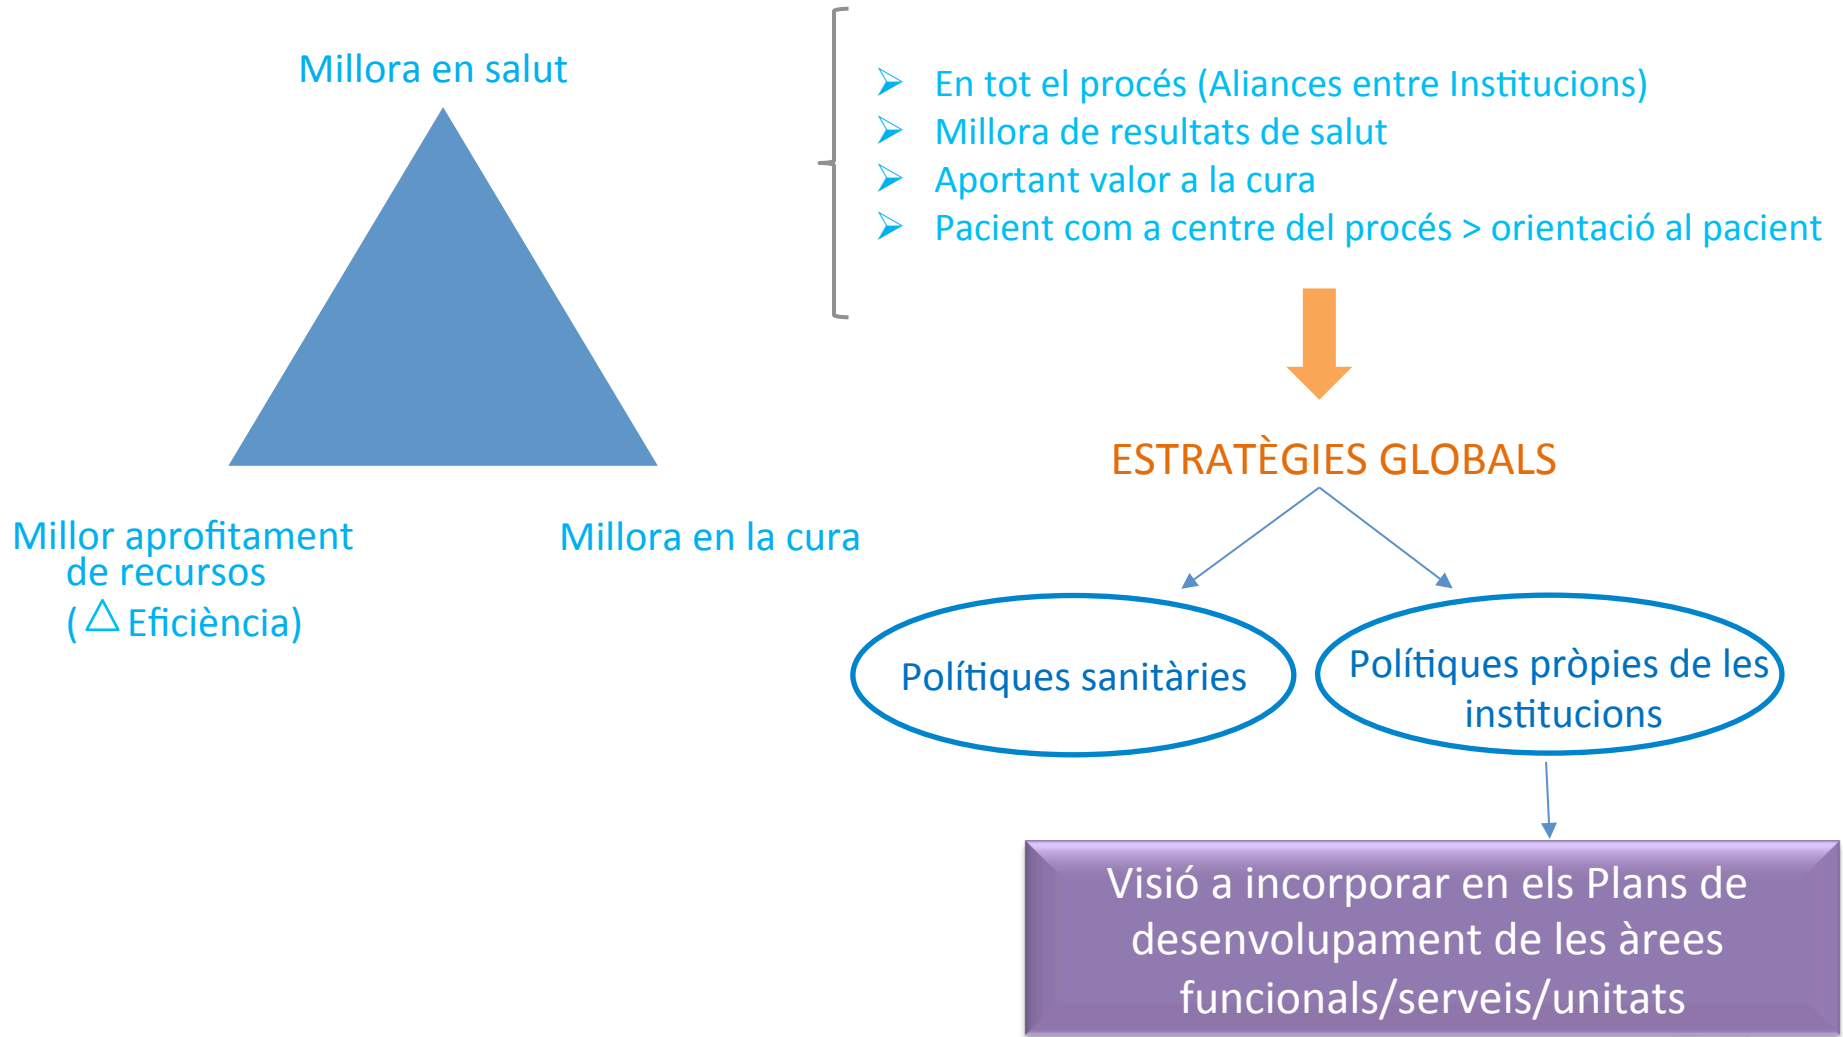 Millora en salut
Millor aprofitament
de recursos
(△ Eficiència)
Millora en la cura
➢ En tot el procés (Aliances entre Institucions)
➢ Millora de resultats de salut
➢ Aportant valor a la cura
➢ Pacient com a centre del procés > orientació al pacient
ESTRATÈGIES GLOBALS
Polítiques sanitàries
Polítiques pròpies de les
institucions
Visió a incorporar en els Plans de
desenvolupament de les àrees
funcionals/serveis/unitats